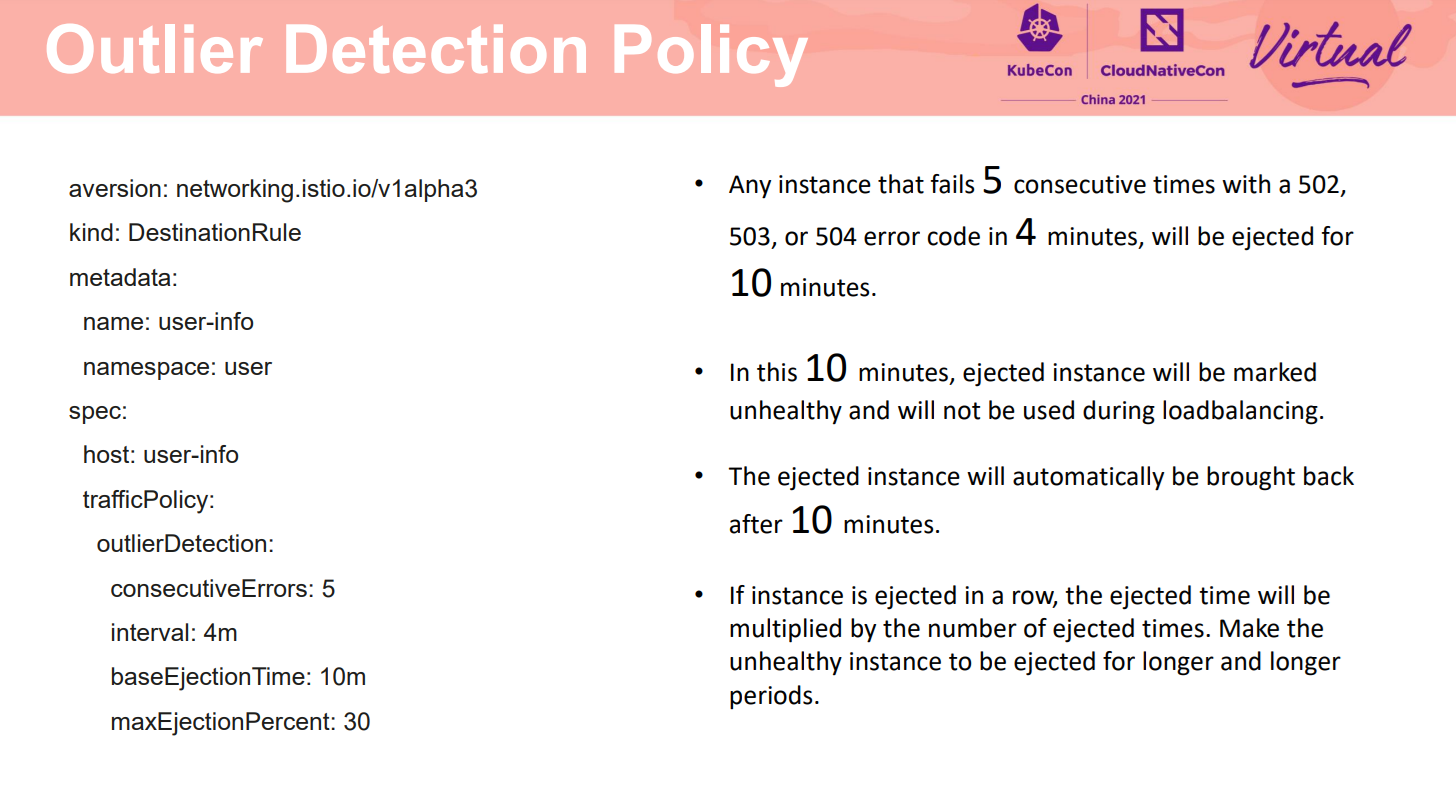 Outlier Detection Policy
KubeCon
CloudNativeCon
Virtual
China 2021
aversion: networking.istio.io/v1alpha3
kind: DestinationRule
metadata:
name: user-info
namespace: user
spec:
host: user-info
trafficPolicy:
outlierDetection:
consecutiveErrors: 5
interval: 4m
baseEjectionTime: 10m
maxEjectionPercent: 30
• Any instance that fails 5 consecutive times with a 502,
503, or 504 error code in 4 minutes, will be ejected for
10 minutes.
• In this 10 minutes, ejected instance will be marked
unhealthy and will not be used during loadbalancing.
• The ejected instance will automatically be brought back
after 10 minutes.
• If instance is ejected in a row, the ejected time will be
multiplied by the number of ejected times. Make the
unhealthy instance to be ejected for longer and longer
periods.